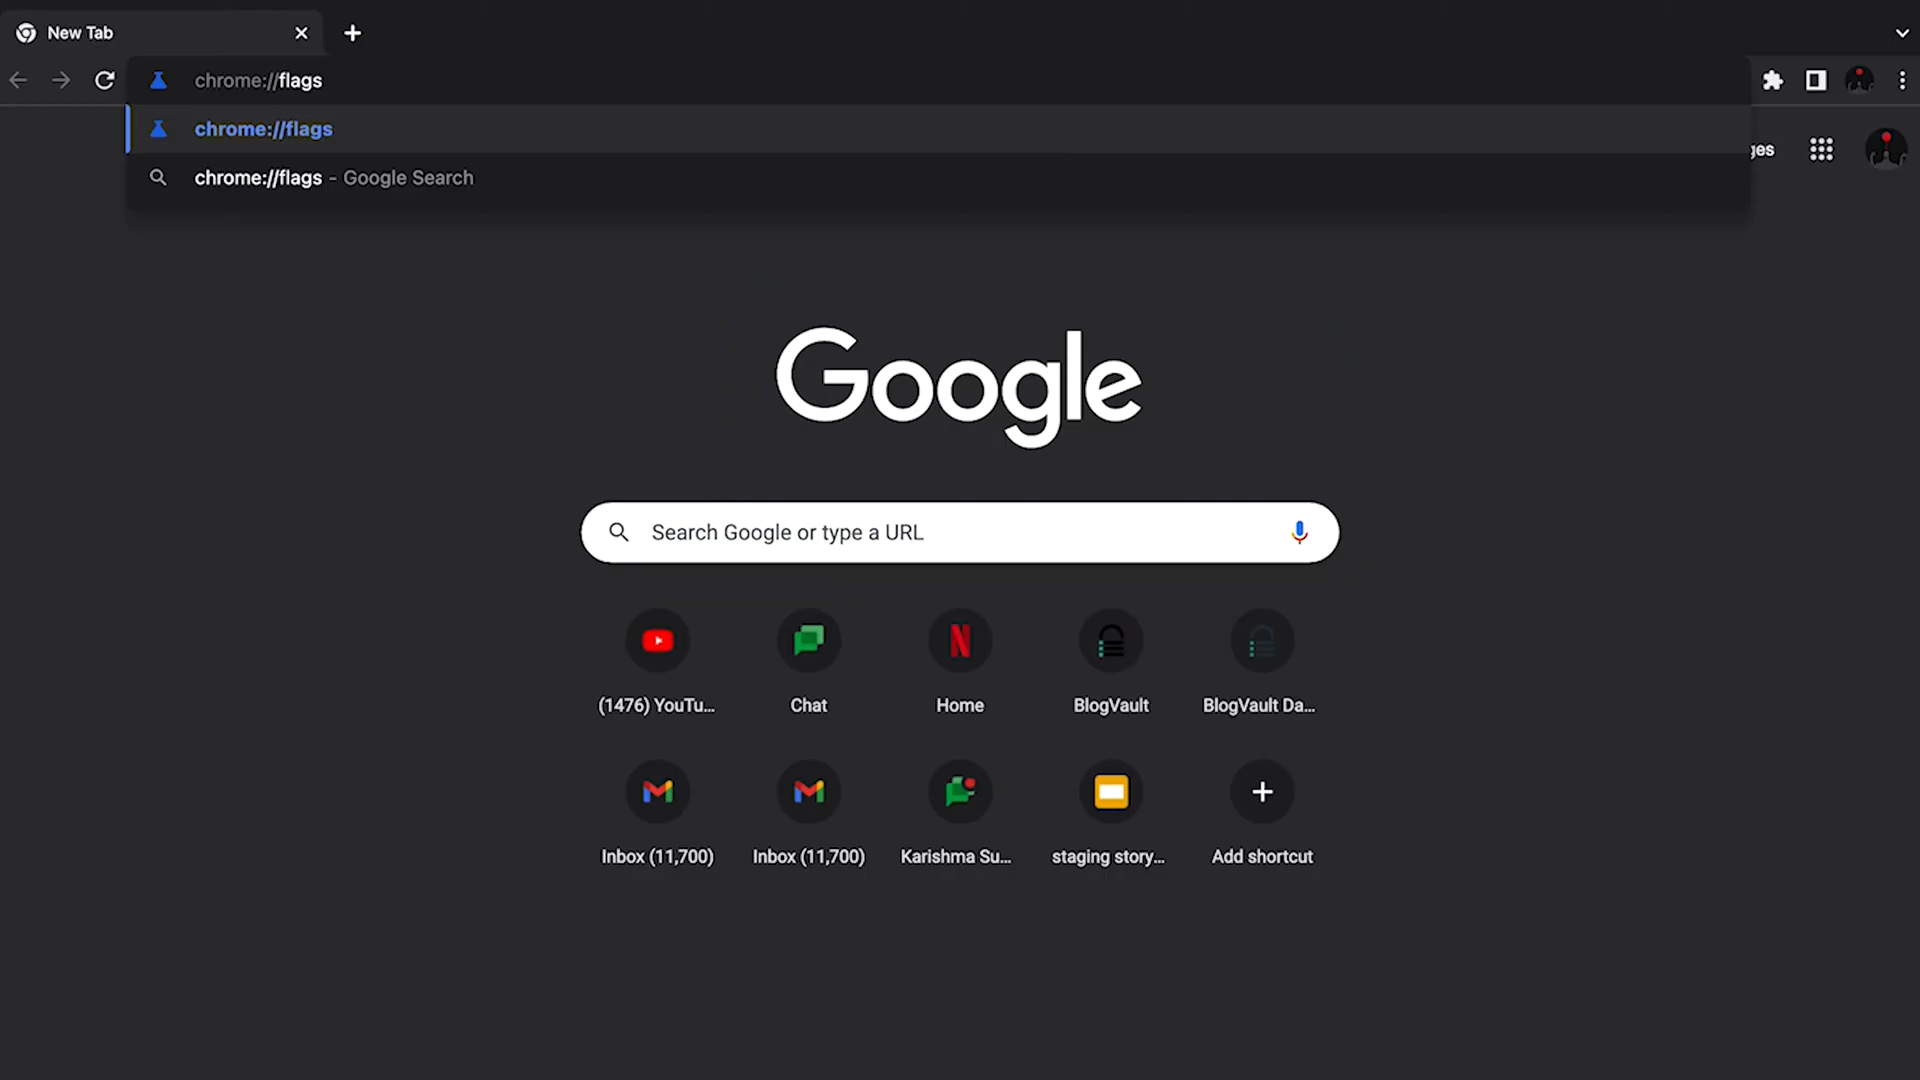 New Tab
chrome://flags
chrome://flags
chrome://flags - Google Search
ges
Google
Search Google or type a URL
(1476) YouTu...
Chat
Home
BlogVault
BlogVault Da...
Inbox (11,700)
Inbox (11,700)
Karishma Su...
staging story...
Add shortcut